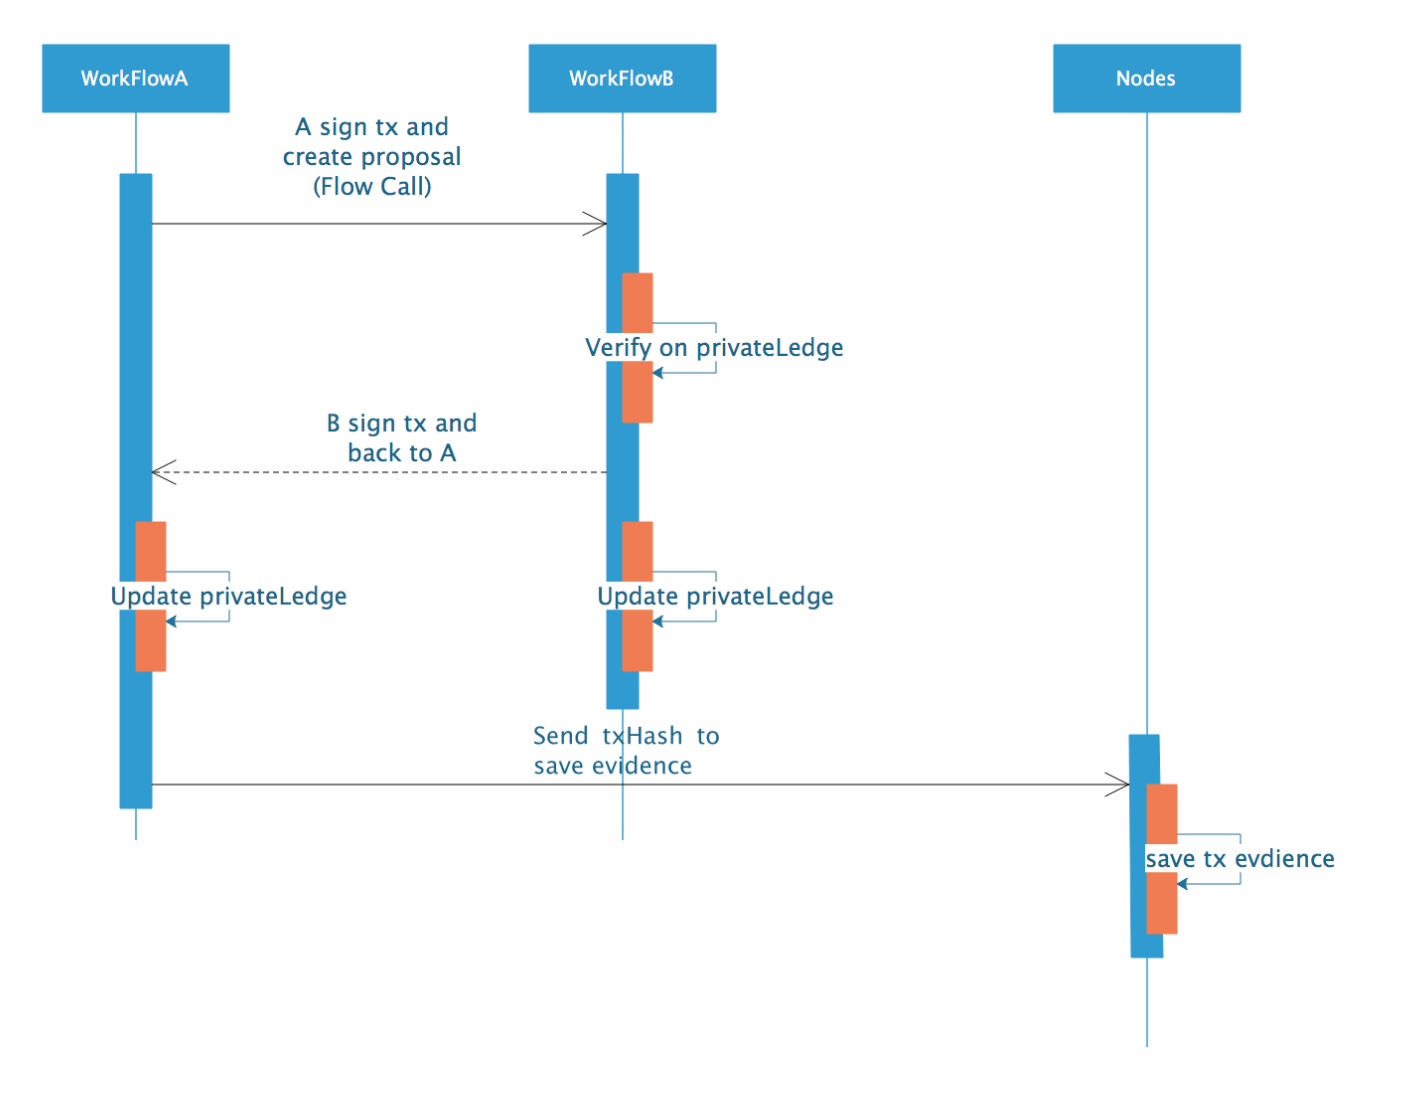 WorkFlowA
WorkFlowB
Nodes
A sign tx and
create proposal
(Flow Call)
Verify on privateLedge
B sign tx and
back to A
Update privateLedge
Update privateLedge
Send txHash to
save evidence
save tx evdience